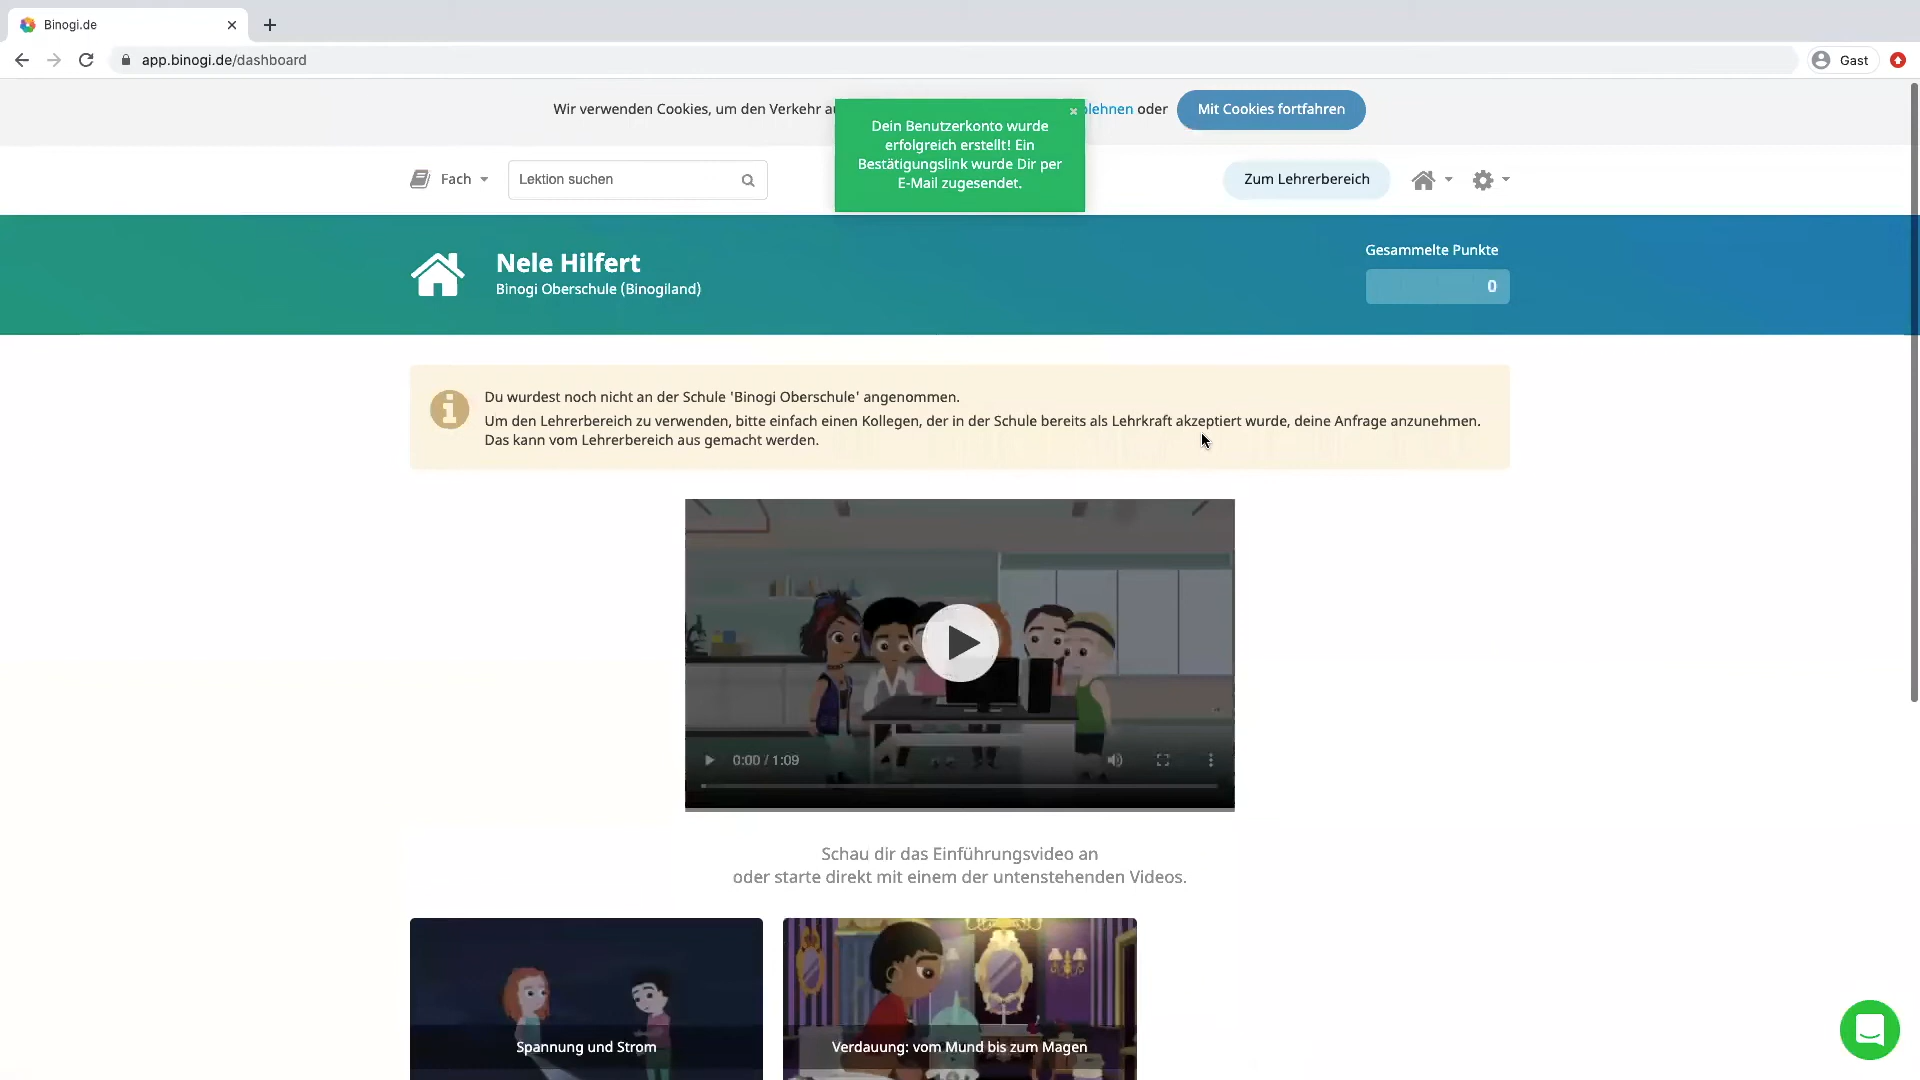 Binogi.de
app.binogi.de/dashboard
Gast
Wir verwenden Cookies, um den Verkehr
oder
Mit Cookies fortfahren
Dein Benutzerkonto wurde
erfolgreich erstellt! Ein
Bestätigungslink wurde Dir per
E-Mail zugesendet.
Fach
Lektion suchen
Zum Lehrerbereich
Nele Hilfert
Binogi Oberschule (Binogiland)
Gesammelte Punkte
0
Du wurdest noch nicht an der Schule 'Binogi Oberschule' angenommen.
Um den Lehrerbereich zu verwenden, bitte einfach einen Kollegen, der in der Schule bereits als Lehrkraft akzeptiert wurde, deine Anfrage anzunehmen.
Das kann vom Lehrerbereich aus gemacht werden.
0:00 / 1:09
Schau dir das Einführungsvideo an
oder starte direkt mit einem der untenstehenden Videos.
Spannung und Strom
Verdauung: vom Mund bis zum Magen